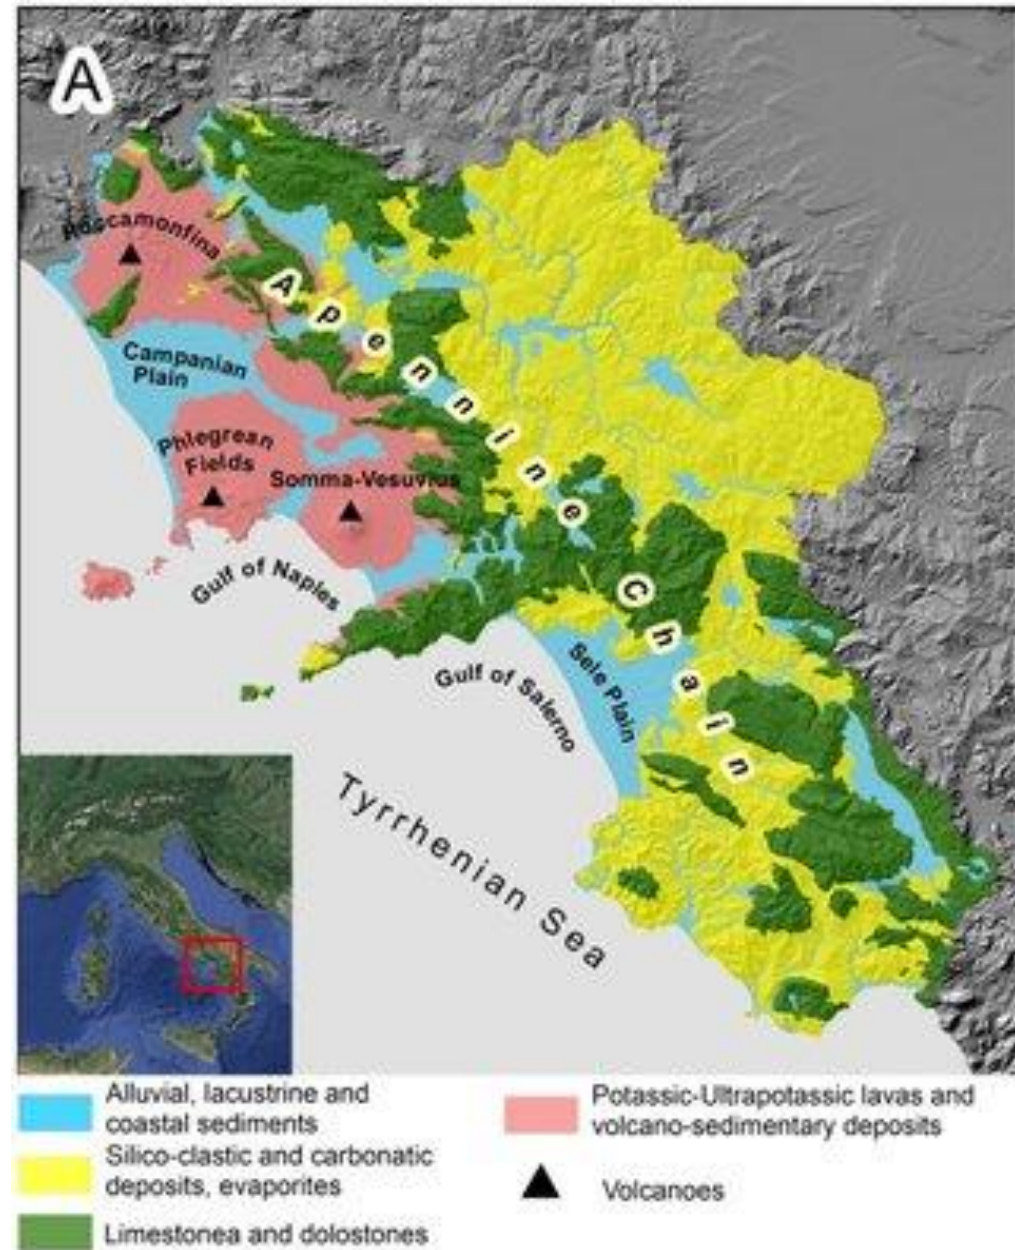 A
Roccamonfina
Apennine Chain
Campanian
Plain
Phlegrean
Fields
Somma-Vesuvius
Gulf of Naples
Gulf of Salerno
Sele Plain
Tyrrhenian Sea
Alluvial, lacustrine and
coastal sediments
Silico-clastic and carbonatic
deposits, evaporites
Limestonea and dolostones
Potassic-Ultrapotassic lavas and
volcano-sedimentary deposits
Volcanoes